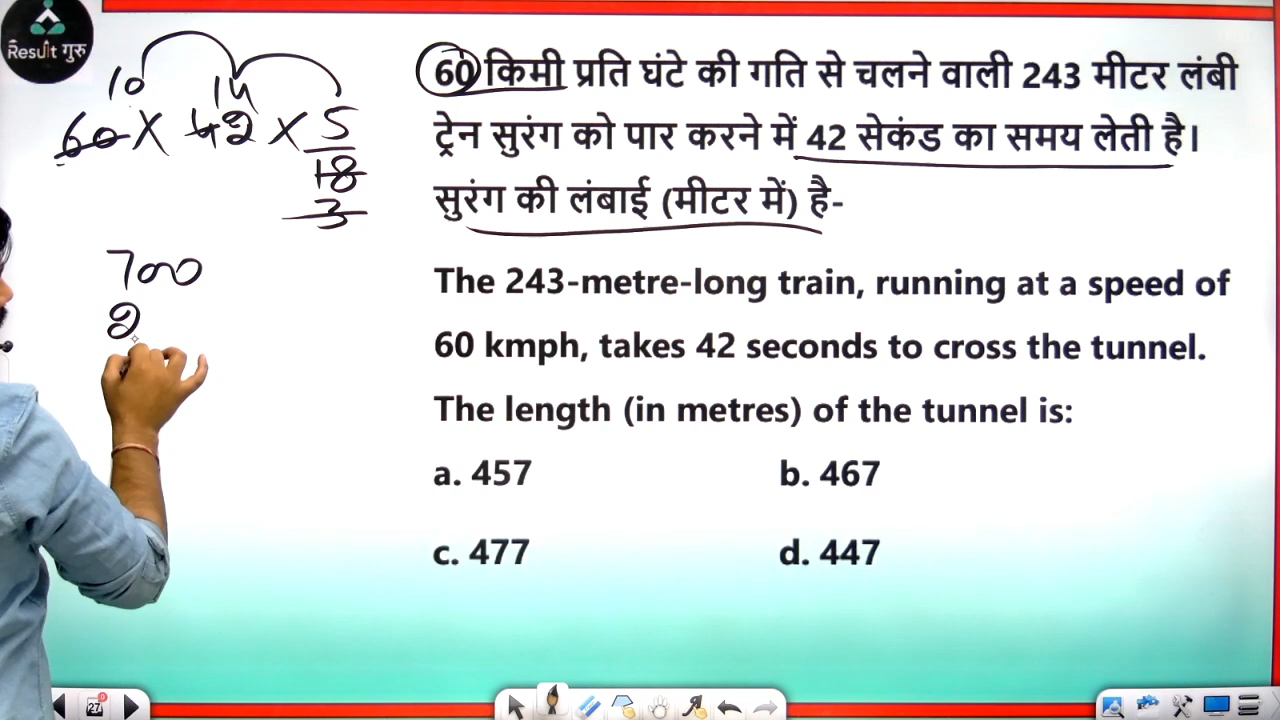 Result गुरु
10 14
60 X 42 X 5
18
3
700
2
60 किमी प्रति घंटे की गति से चलने वाली 243 मीटर लंबी
ट्रेन सुरंग को पार करने में 42 सेकंड का समय लेती है।
सुरंग की लंबाई (मीटर में) है-
The 243-metre-long train, running at a speed of
60 kmph, takes 42 seconds to cross the tunnel.
The length (in metres) of the tunnel is:
a. 457 b. 467
c. 477 d. 447
27